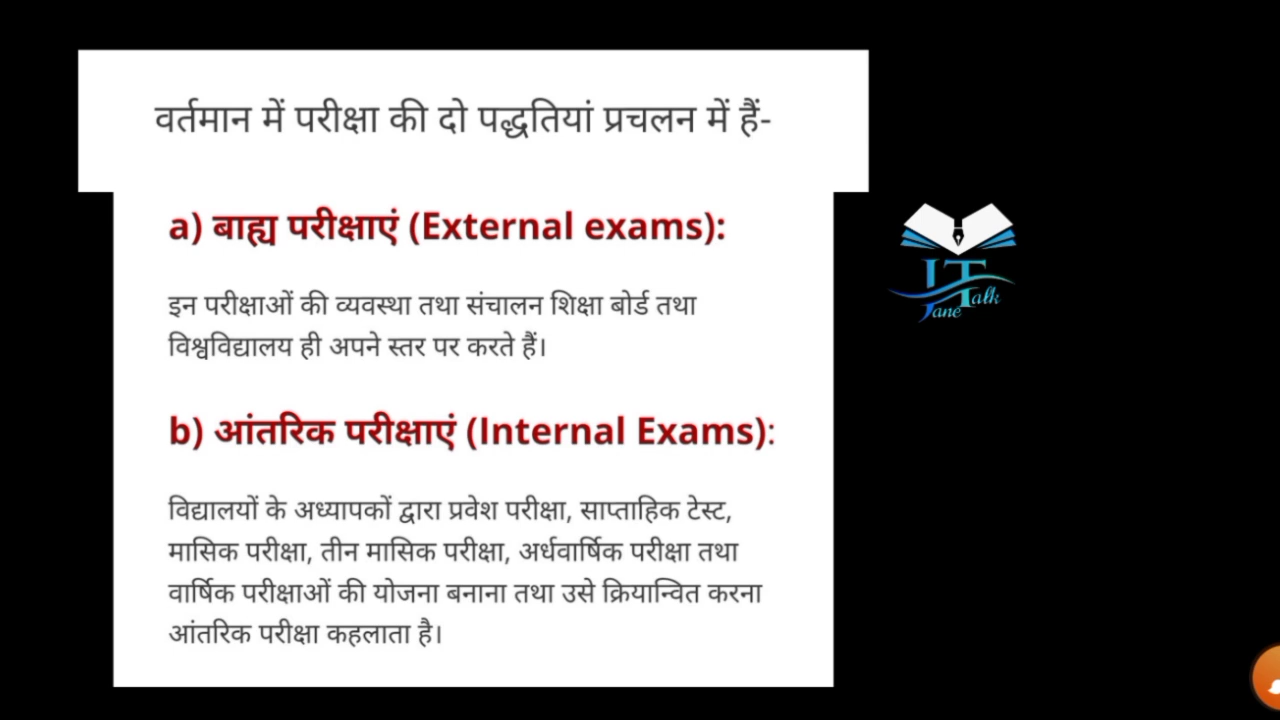 वर्तमान में परीक्षा की दो पद्धतियां प्रचलन में हैं-
a) बाह्य परीक्षाएं (External exams):
इन परीक्षाओं की व्यवस्था तथा संचालन शिक्षा बोर्ड तथा
विश्वविद्यालय ही अपने स्तर पर करते हैं।
b) आंतरिक परीक्षाएं (Internal Exams):
विद्यालयों के अध्यापकों द्वारा प्रवेश परीक्षा, साप्ताहिक टेस्ट,
मासिक परीक्षा, तीन मासिक परीक्षा, अर्धवार्षिक परीक्षा तथा
वार्षिक परीक्षाओं की योजना बनाना तथा उसे क्रियान्वित करना
आंतरिक परीक्षा कहलाता है।
Jane Talk